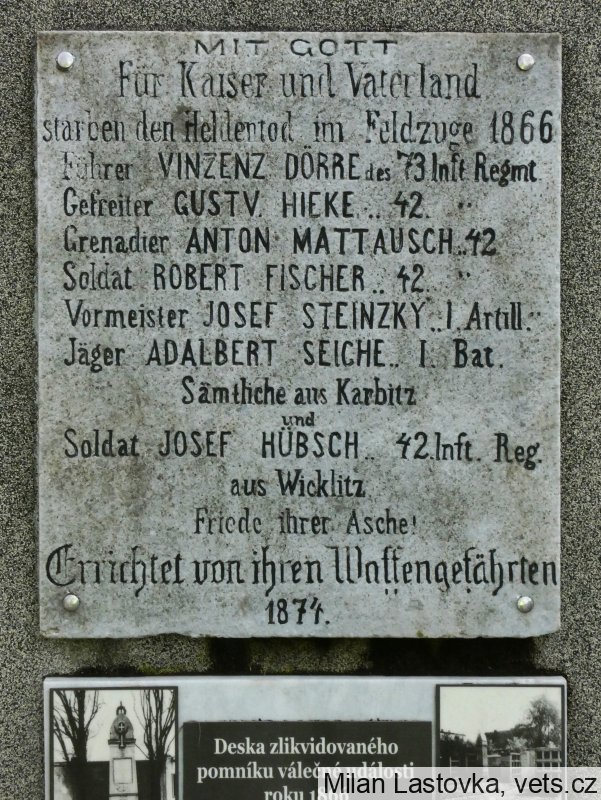 MIT GOTT
Für Kaiser und Vaterland
starben den Heldentod im Feldzuge 1866
Führer VINZENZ DÖRRE des 73 Inft Regmt
Gefreiter GUSTV. HIEKE .. 42. "
Grenadier ANTON MATTAUSCH .. 42
Soldat ROBERT FISCHER .. 42. "
Vormeister JOSEF STEINZKY .. I. Artill. "
Jäger ADALBERT SEICHE .. I. Bat.
Sämtliche aus Karbitz
und
Soldat JOSEF HÜBSCH .. 42. Inft. Reg.
aus Wicklitz
Friede ihrer Asche!
Errichtet von ihren Waffengefährten
1874.
Deska zlikvidovaného
pomníku válečné události
roku 1866
Milan Lastovka, vets.cz